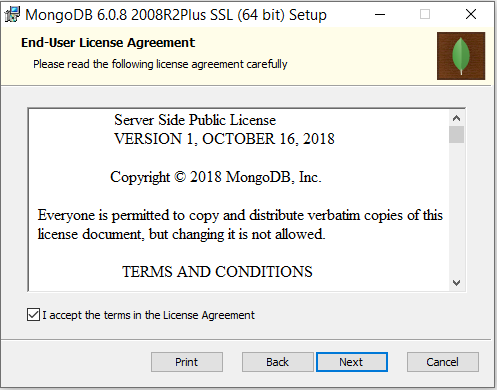 MongoDB 6.0.8 2008R2Plus SSL (64 bit) Setup
End-User License Agreement
Please read the following license agreement carefully
Server Side Public License
VERSION 1, OCTOBER 16, 2018
Copyright © 2018 MongoDB, Inc.
Everyone is permitted to copy and distribute verbatim copies of this
license document, but changing it is not allowed.
TERMS AND CONDITIONS
I accept the terms in the License Agreement
Print Back Next Cancel